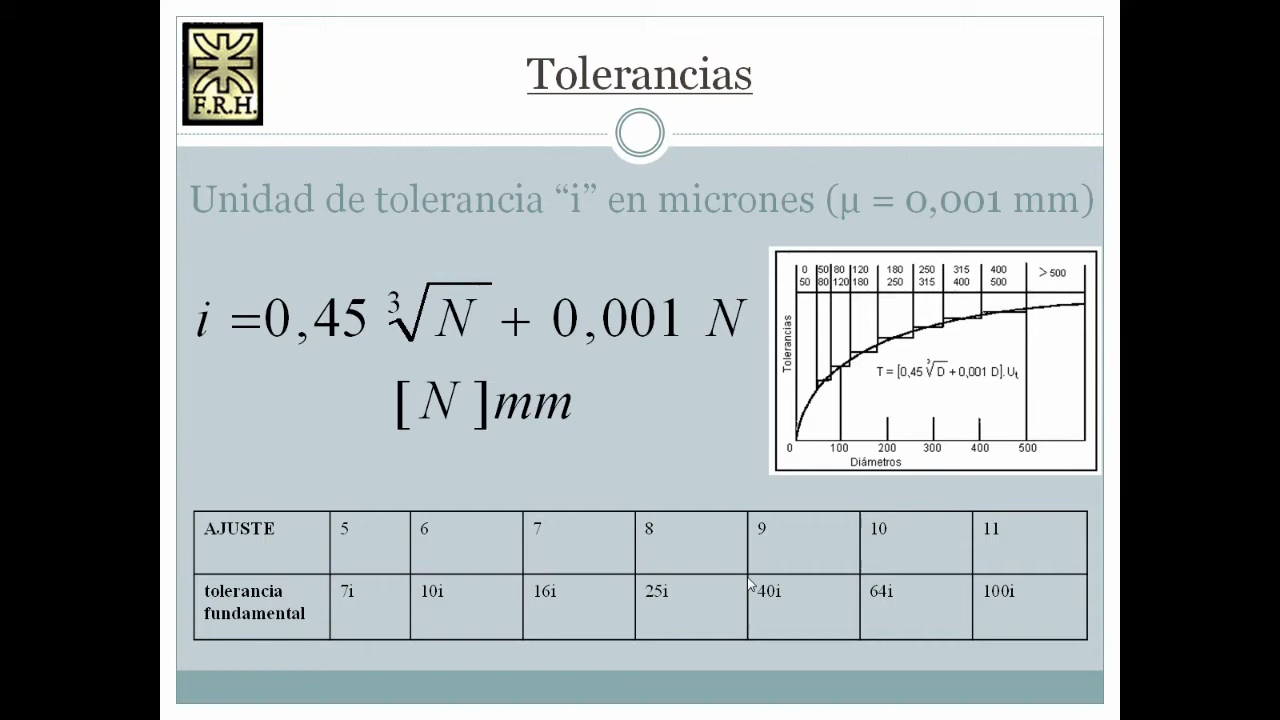 F.R.H.
Tolerancias
Unidad de tolerancia “i” en micrones (µ = 0,001 mm)
i =0,45 ∛N + 0,001 N
[N]mm
0 50 80 120 180 250 315 400 > 500
50 80 120 180 250 315 400 500
Tolerancias
T = [0,45 ∛D + 0,001 D].Ut
0 100 200 300 400 500
Diámetros
AJUSTE 5 6 7 8 9 10 11
tolerancia fundamental 7i 10i 16i 25i 40i 64i 100i